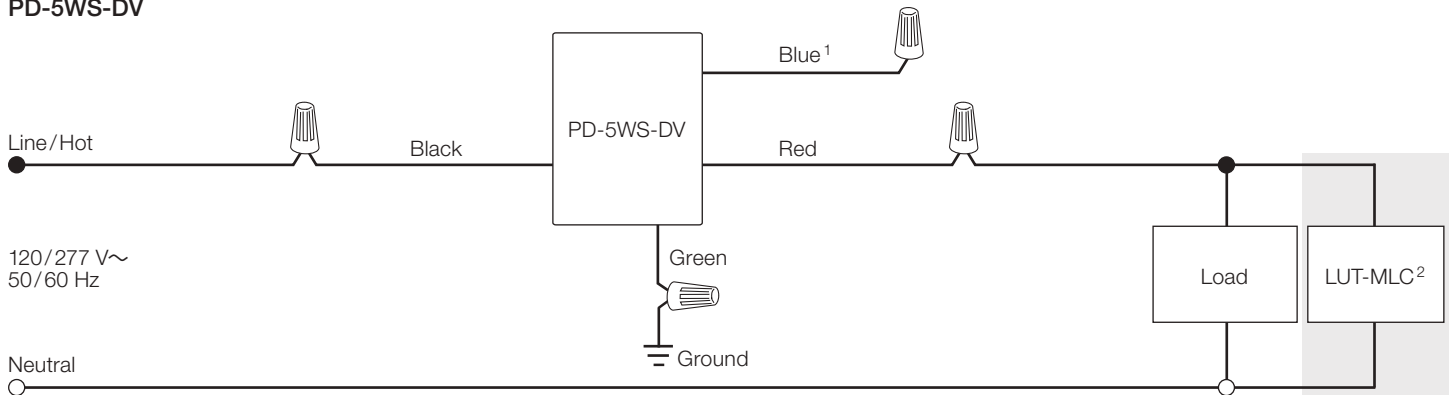 PD-5WS-DV
Blue 1
Line/Hot
Black
PD-5WS-DV
Red
120/277 V~
50/60 Hz
Green
Load
LUT-MLC 2
Neutral
Ground